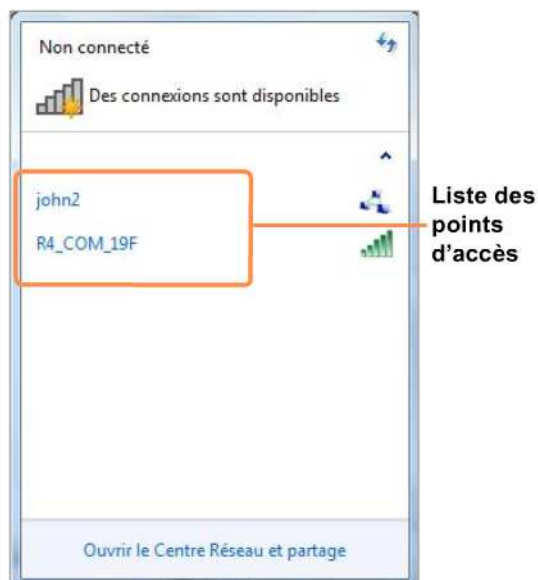 Non connecté
Des connexions sont disponibles
john2
R4_COM_19F
Liste des
points
d'accès
Ouvrir le Centre Réseau et partage